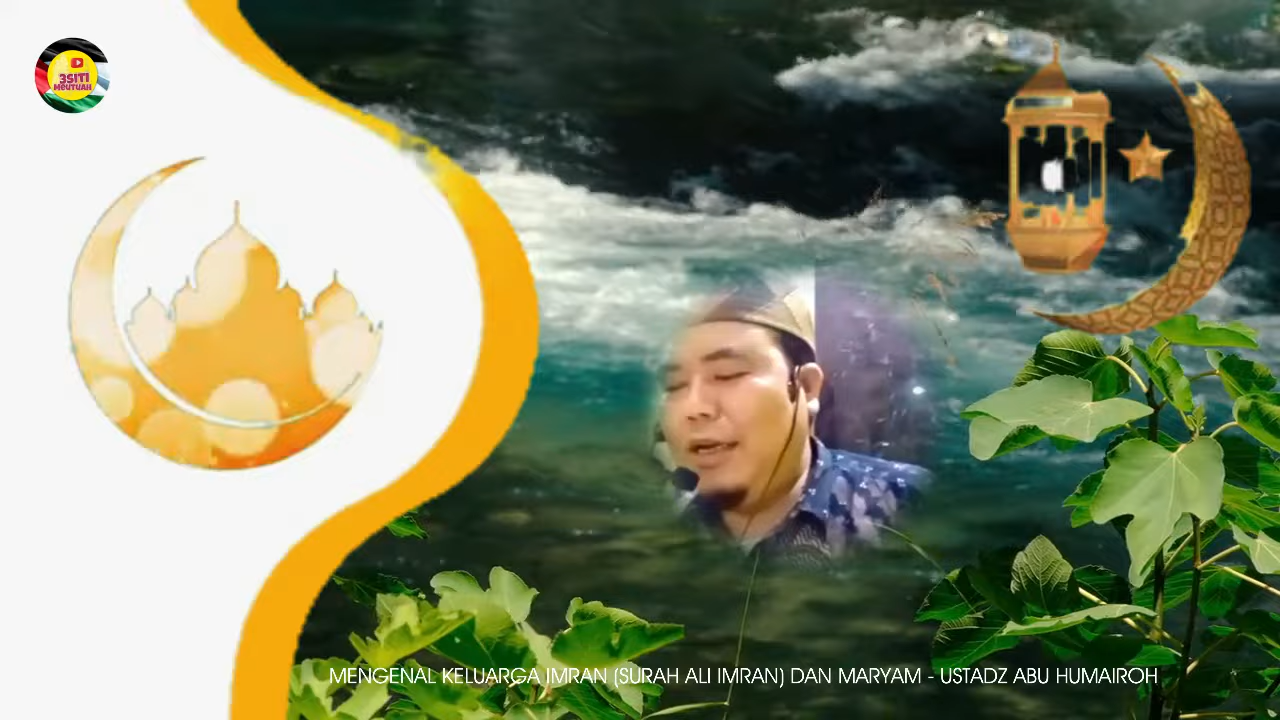 3SITI
MEUTUAH
MENGENAL KELUARGA IMRAN (SURAH ALI IMRAN) DAN MARYAM - USTADZ ABU HUMAIROH